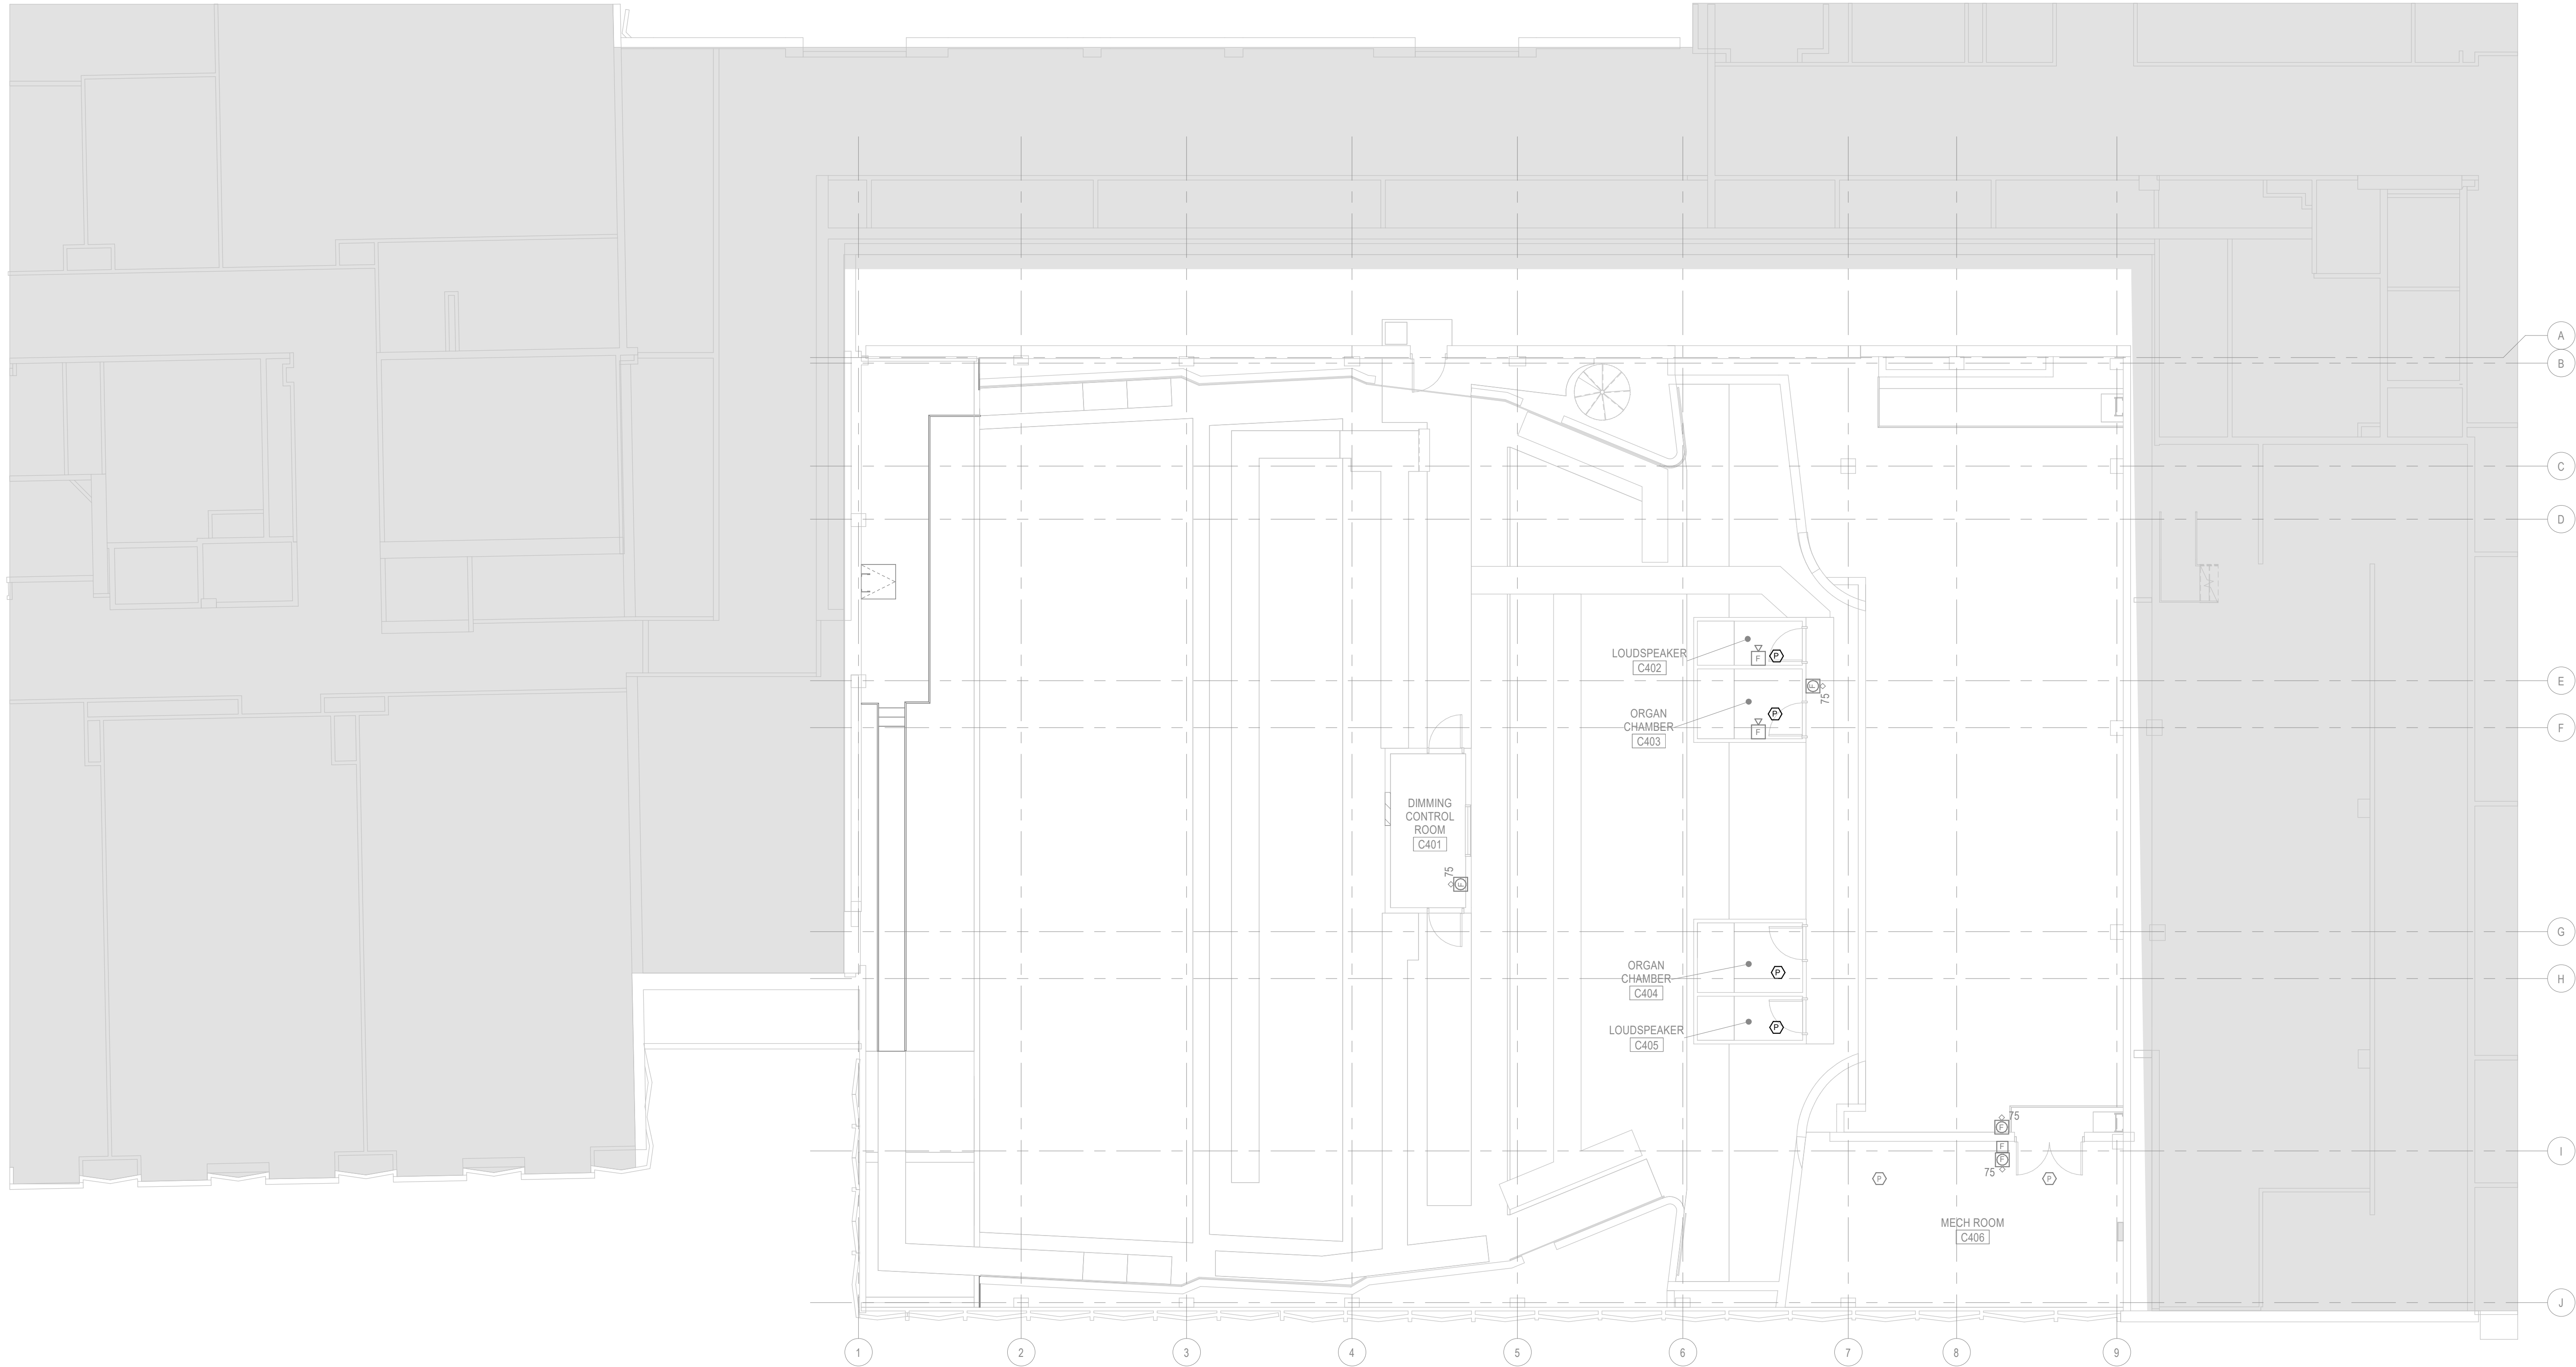 A
B
C
D
LOUDSPEAKER
C402
F
P
E
F
75
ORGAN
CHAMBER
C403
P
F
F
DIMMING
CONTROL
ROOM
C401
75
F
G
ORGAN
CHAMBER
C404
P
H
LOUDSPEAKER
C405
P
75
F
F
F
75
I
P
P
MECH ROOM
C406
J
1
2
3
4
5
6
7
8
9